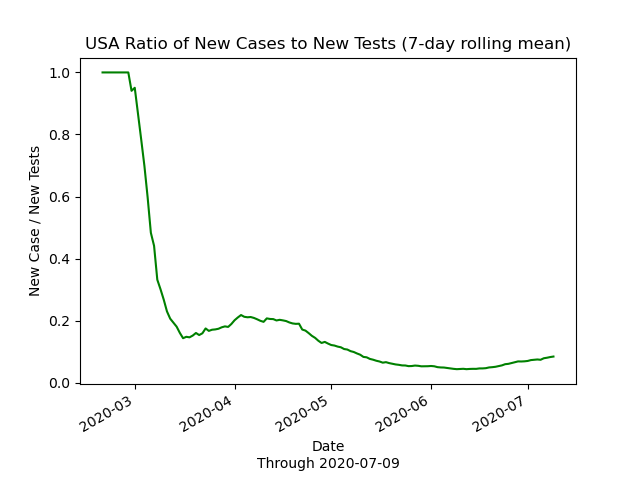 USA Ratio of New Cases to New Tests (7-day rolling mean)
1.0
0.8
0.6
0.4
0.2
0.0
New Case / New Tests
2020-03
2020-04
2020-05
2020-06
2020-07
Date
Through 2020-07-09